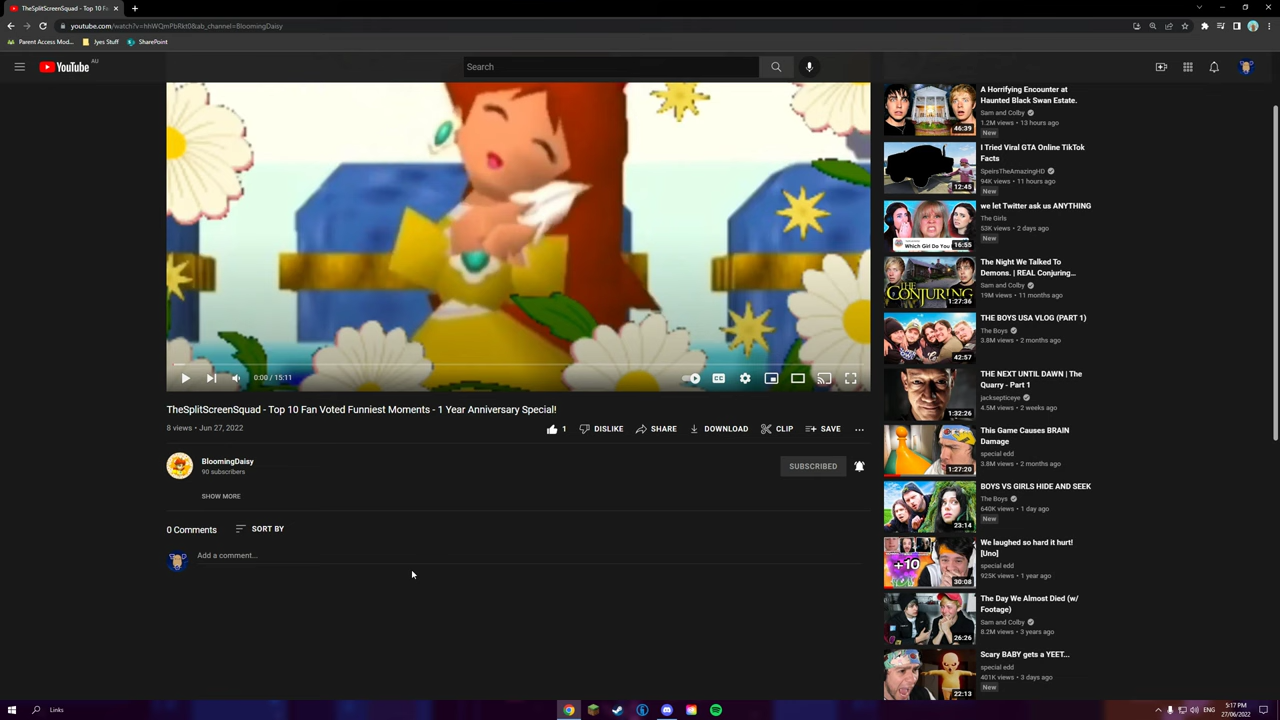 TheSplitScreenSquad - Top 10 F
youtube.com/watch?v=hhWQmPbRkt0&ab_channel=BloomingDaisy
Parent Access Mod...
Jyes Stuff
SharePoint
YouTube
AU
Search
0:00 / 15:11
TheSplitScreenSquad - Top 10 Fan Voted Funniest Moments - 1 Year Anniversary Special!
8 views • Jun 27, 2022
1
DISLIKE
SHARE
DOWNLOAD
CLIP
SAVE
BloomingDaisy
90 subscribers
SUBSCRIBED
SHOW MORE
0 Comments
SORT BY
Add a comment...
46:39
A Horrifying Encounter at
Haunted Black Swan Estate.
Sam and Colby
1.2M views • 13 hours ago
New
12:45
I Tried Viral GTA Online TikTok
Facts
SpeirsTheAmazingHD
94K views • 11 hours ago
New
Which Girl Do You
16:55
we let Twitter ask us ANYTHING
The Girls
53K views • 2 days ago
New
THE
CONJURING
1:27:36
The Night We Talked To
Demons. | REAL Conjuring...
Sam and Colby
19M views • 11 months ago
42:57
THE BOYS USA VLOG (PART 1)
The Boys
3.8M views • 2 months ago
1:32:26
THE NEXT UNTIL DAWN | The
Quarry - Part 1
jacksepticeye
4.5M views • 2 weeks ago
1:27:20
This Game Causes BRAIN
Damage
special edd
3.8M views • 2 months ago
23:14
BOYS VS GIRLS HIDE AND SEEK
The Boys
640K views • 1 day ago
New
+10
30:08
We laughed so hard it hurt!
[Uno]
special edd
925K views • 1 year ago
26:26
The Day We Almost Died (w/
Footage)
Sam and Colby
8.2M views • 3 years ago
22:13
Scary BABY gets a YEET...
special edd
401K views • 3 days ago
New
Links
ENG
5:17 PM
27/06/2022